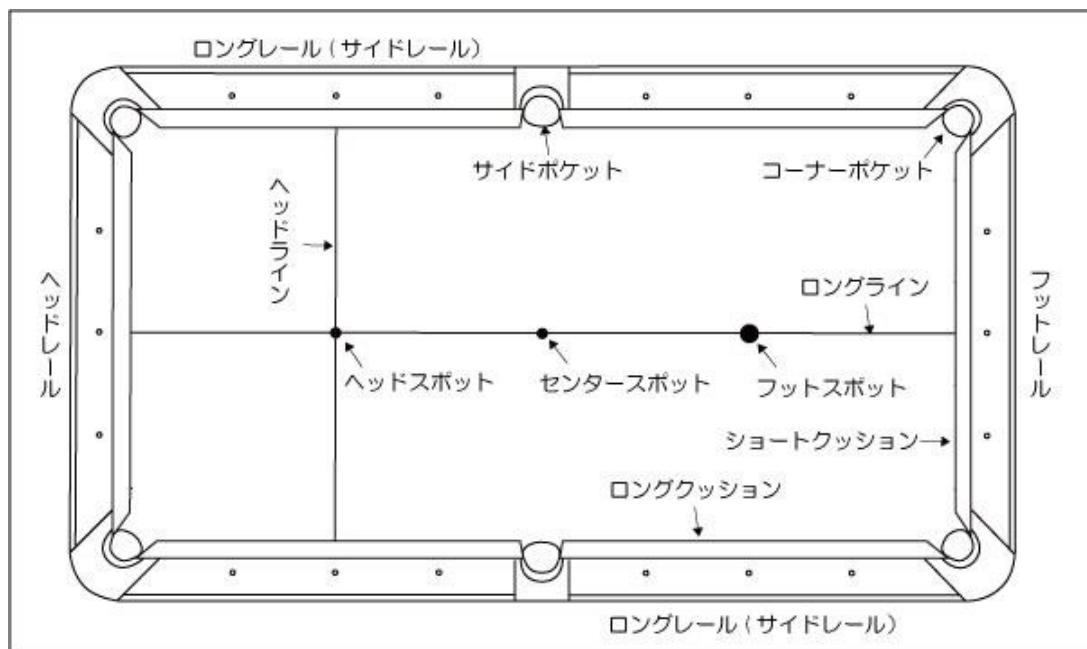 ロングレール(サイドレール)
サイドポケット
コーナーポケット
ヘッドライン
ヘッドレール
ロングライン
フットレール
ヘッドスポット
センタースポット
フットスポット
ショートクッション
ロングクッション
ロングレール(サイドレール)